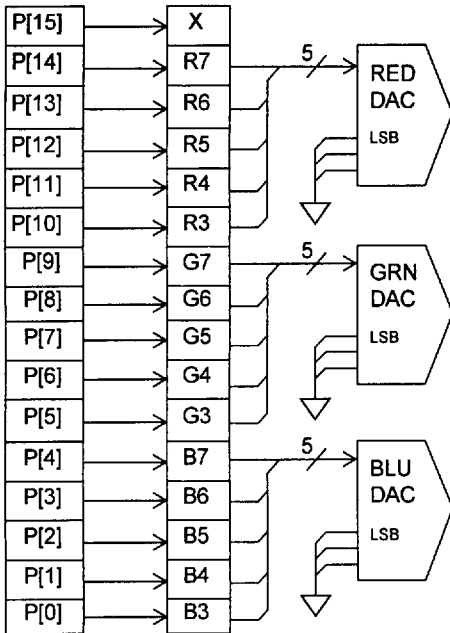 P[15] X
P[14] R7 5 RED
P[13] R6 DAC
P[12] R5 LSB
P[11] R4
P[10] R3
P[9] G7 5 GRN
P[8] G6 DAC
P[7] G5 LSB
P[6] G4
P[5] G3
P[4] B7 5 BLU
P[3] B6 DAC
P[2] B5 LSB
P[1] B4
P[0] B3